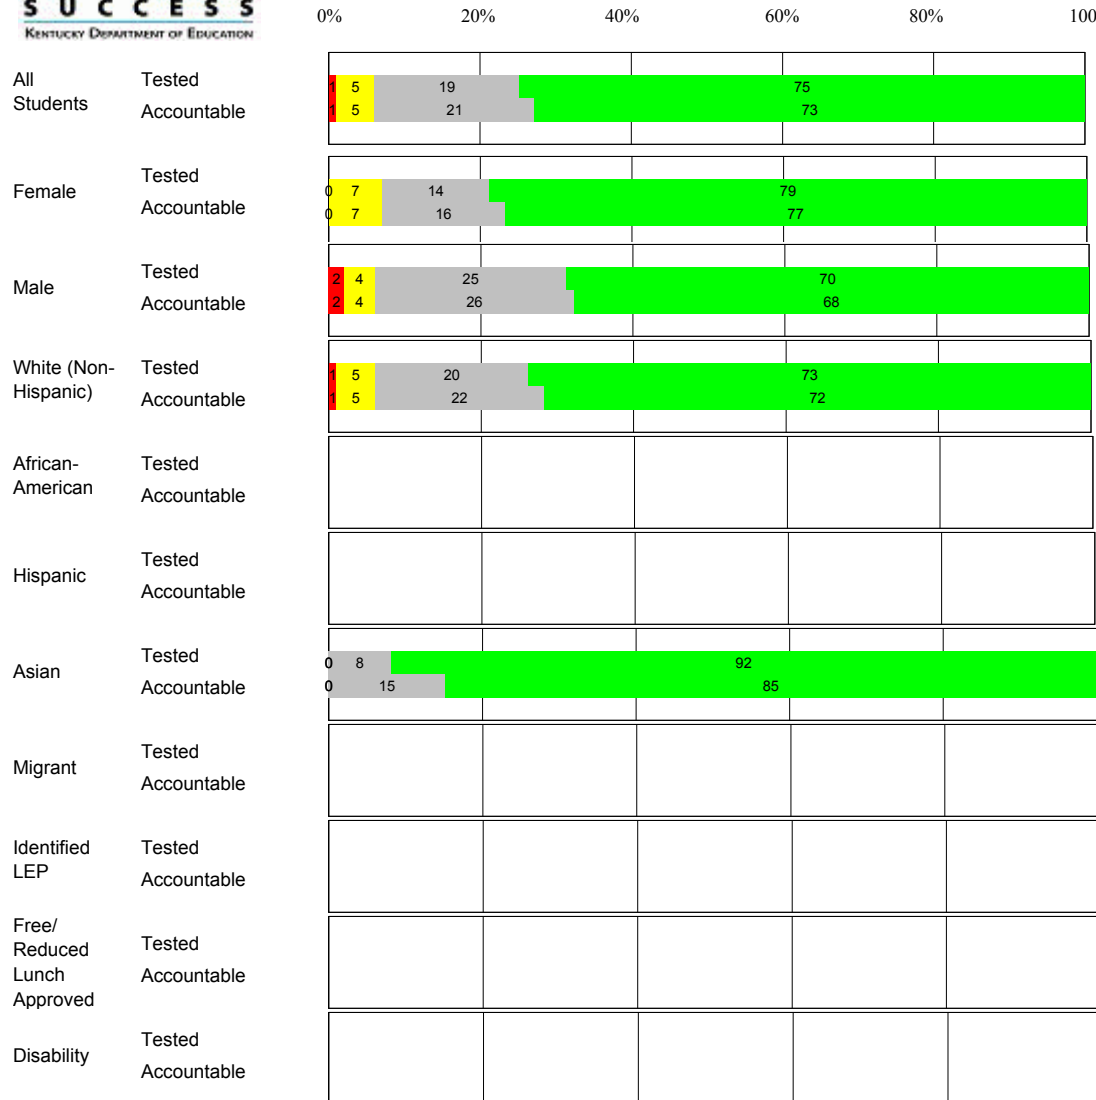 SUCCESS
KENTUCKY DEPARTMENT OF EDUCATION
0% 20% 40% 60% 80% 100
All Students
Tested 1 5 19 75
Accountable 1 5 21 73
Female
Tested 0 7 14 79
Accountable 0 7 16 77
Male
Tested 2 4 25 70
Accountable 2 4 26 68
White (Non-
Hispanic)
Tested 1 5 20 73
Accountable 1 5 22 72
African-
American
Tested
Accountable
Hispanic
Tested
Accountable
Asian
Tested 0 8 92
Accountable 0 15 85
Migrant
Tested
Accountable
Identified
LEP
Tested
Accountable
Free/
Reduced
Lunch
Approved
Tested
Accountable
Disability
Tested
Accountable